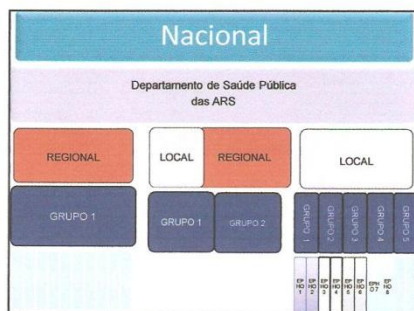 Nacional
Departamento de Saúde Pública
das ARS
REGIONAL
LOCAL
REGIONAL
LOCAL
GRUPO 1
GRUPO 1
GRUPO 2
GRUPO 1
GRUPO 2
GRUPO 3
GRUPO 4
GRUPO 5